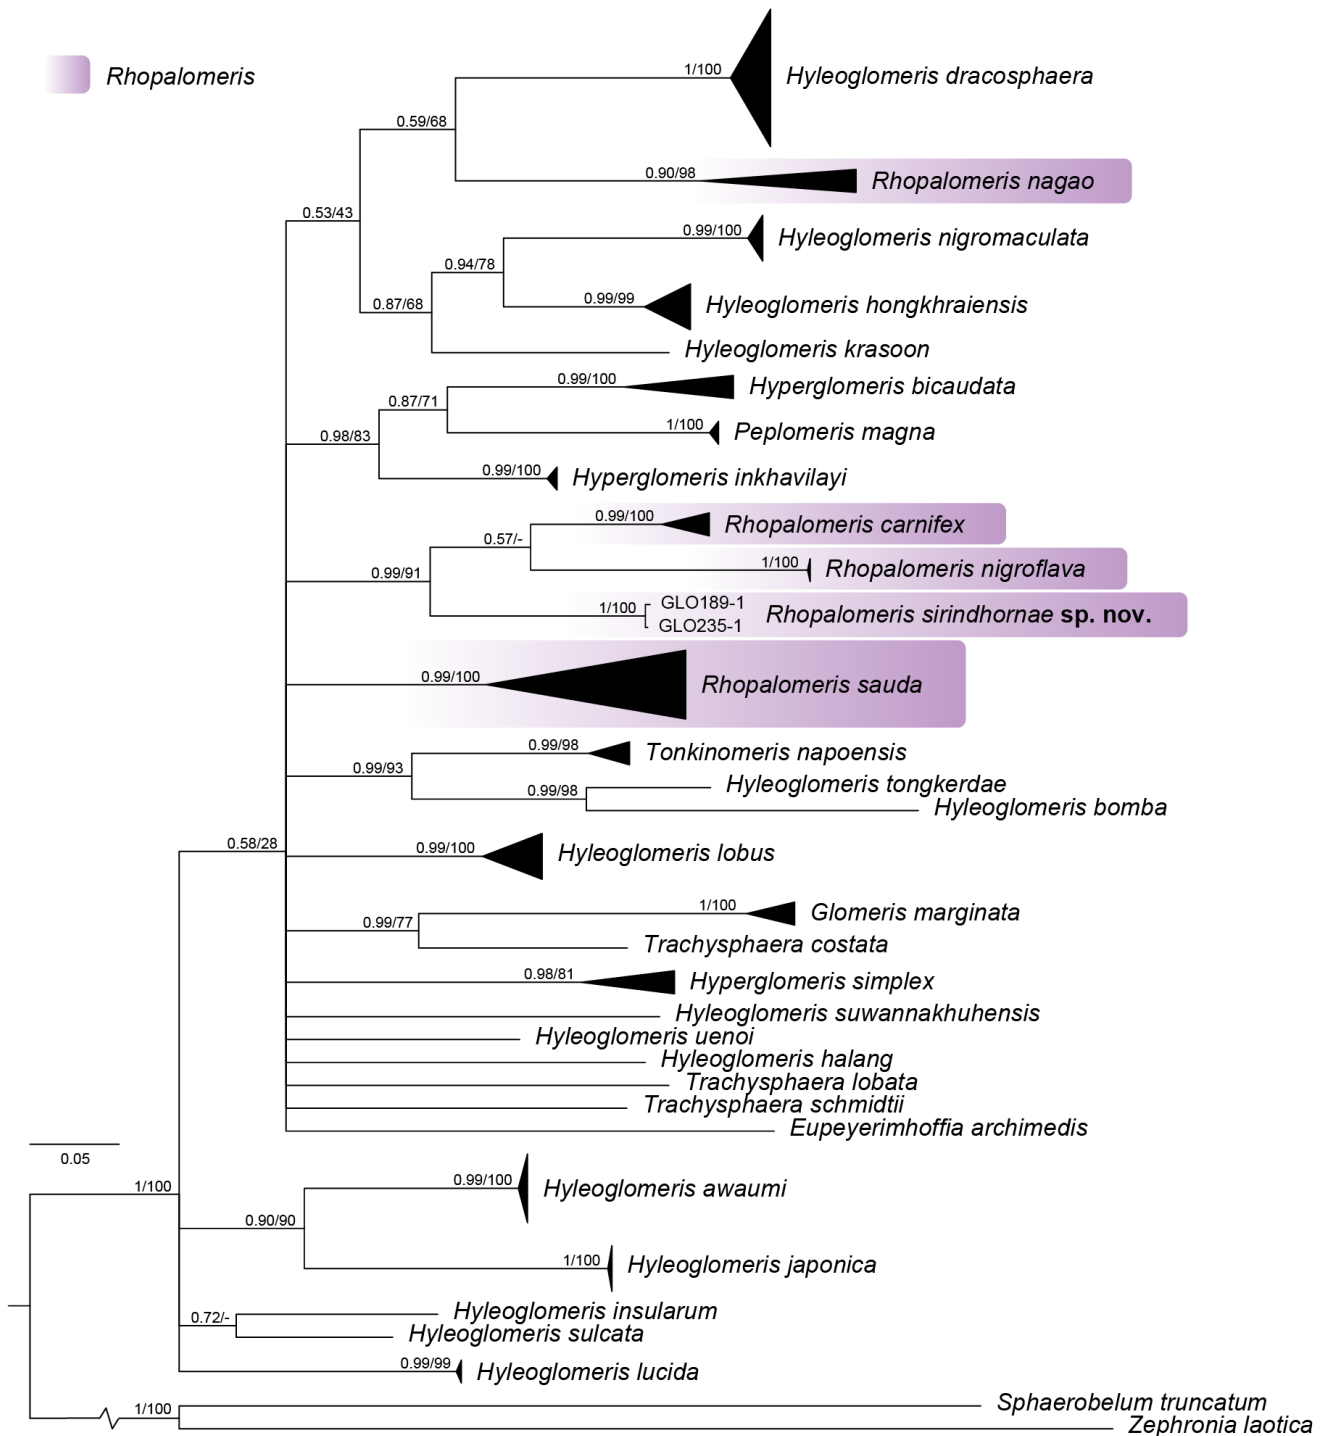 Rhopalomeris
1/100
Hyleoglomeris dracosphaera
0.59/68
0.90/98
Rhopalomeris nagao
0.53/43
0.99/100
Hyleoglomeris nigromaculata
0.94/78
0.99/99
Hyleoglomeris hongkhraiensis
0.87/68
Hyleoglomeris krasoon
0.99/100
Hyperglomeris bicaudata
0.87/71
1/100
Peplomeris magna
0.98/83
0.99/100
Hyperglomeris inkhavilayi
0.99/100
Rhopalomeris carnifex
0.57/-
1/100
Rhopalomeris nigroflava
0.99/91
1/100
GLO189-1
GLO235-1
Rhopalomeris sirindhornae sp. nov.
0.99/100
Rhopalomeris sauda
0.99/98
Tonkinomeris napoensis
0.99/93
0.99/98
Hyleoglomeris tongkerdae
Hyleoglomeris bomba
0.58/28
0.99/100
Hyleoglomeris lobus
1/100
Glomeris marginata
0.99/77
Trachysphaera costata
0.98/81
Hyperglomeris simplex
Hyleoglomeris suwannakhuhensis
Hyleoglomeris uenoi
Hyleoglomeris halang
Trachysphaera lobata
Trachysphaera schmidtii
Eupeyerimhoffia archimedis
0.05
1/100
0.99/100
Hyleoglomeris awaumi
0.90/90
1/100
Hyleoglomeris japonica
0.72/-
Hyleoglomeris insularum
Hyleoglomeris sulcata
0.99/99
Hyleoglomeris lucida
1/100
Sphaerobelum truncatum
Zephronia laotica